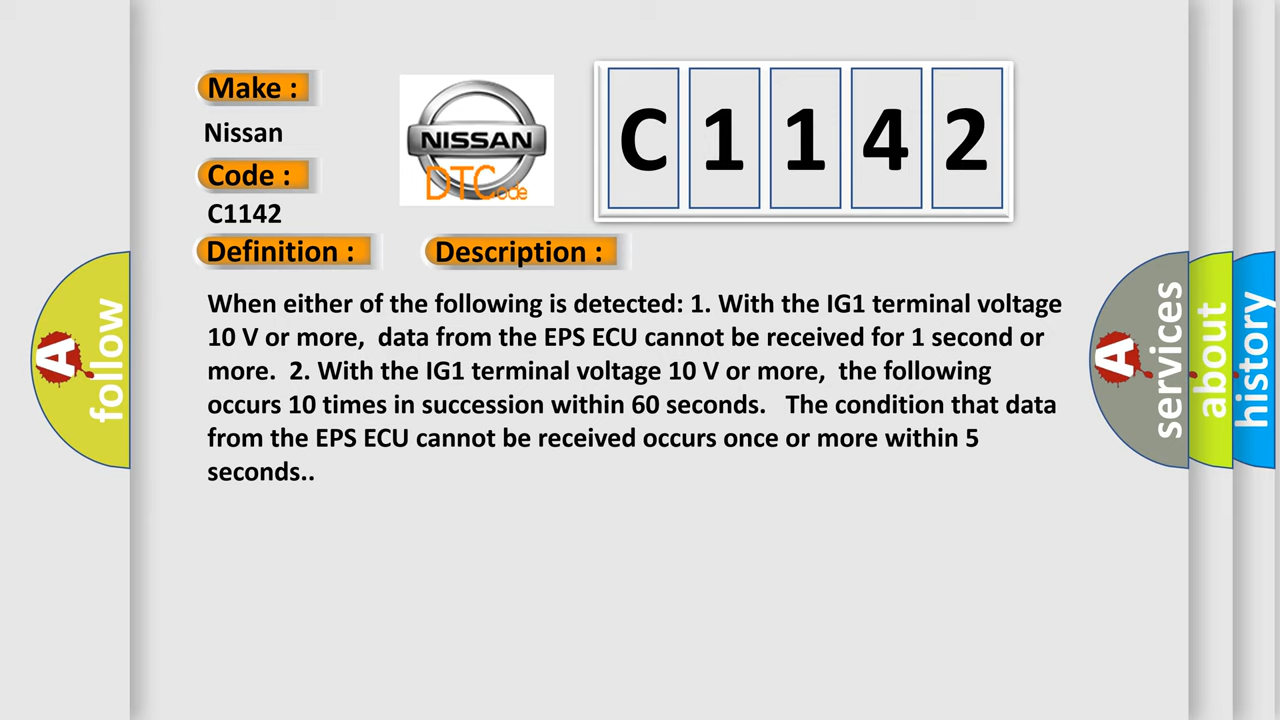 Make :
Nissan
Code :
C1142
Definition :
Description :
NISSAN
DTCode
C1142
When either of the following is detected: 1. With the IG1 terminal voltage
10 V or more,  data from the EPS ECU cannot be received for 1 second or
more.  2. With the IG1 terminal voltage 10 V or more,  the following
occurs 10 times in succession within 60 seconds.   The condition that data
from the EPS ECU cannot be received occurs once or more within 5
seconds..
A
follow
A
services
about
history